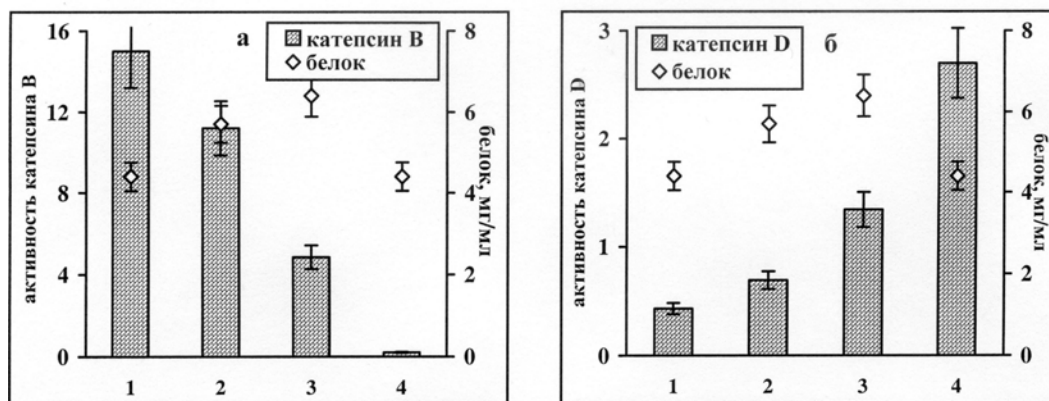 а
катепсин B
белок
активность катепсина B
16
12
8
4
0
8
6
4
2
0
белок, мг/мл
1 2 3 4
б
катепсин D
белок
активность катепсина D
3
2
1
0
8
6
4
2
0
белок, мг/мл
1 2 3 4